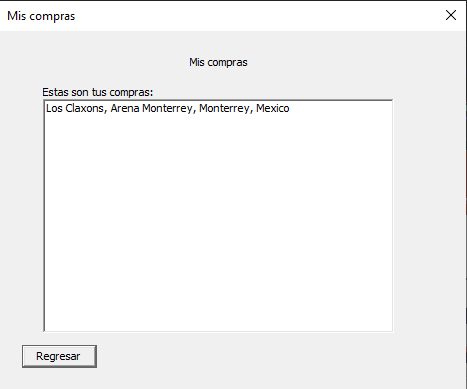 Mis compras
Mis compras
Estas son tus compras:
Los Claxons, Arena Monterrey, Monterrey, Mexico
Regresar